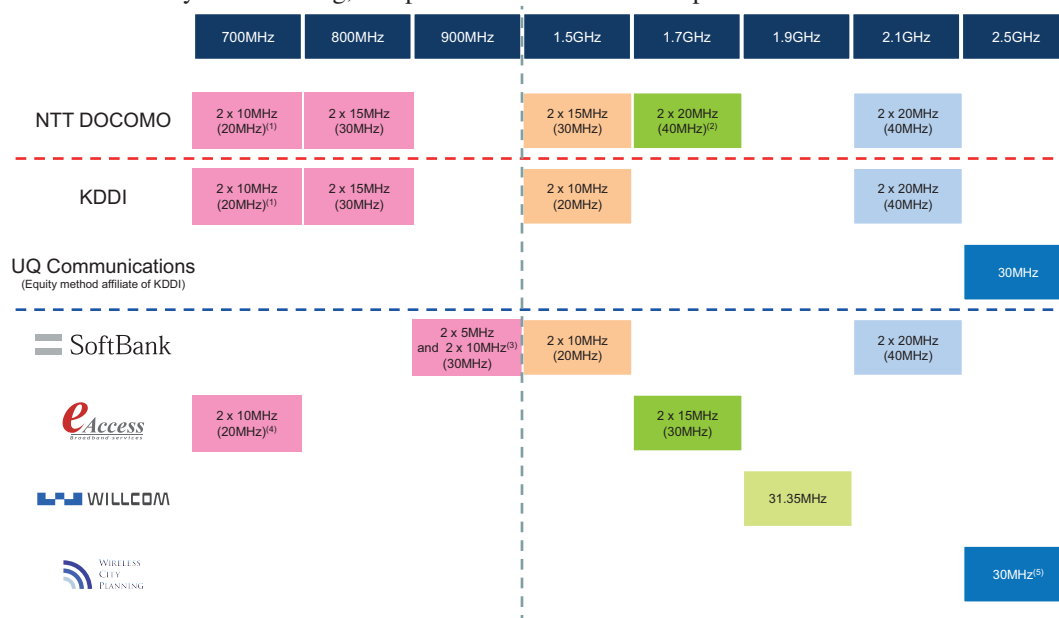 700MHz 800MHz 900MHz 1.5GHz 1.7GHz 1.9GHz 2.1GHz 2.5GHz
NTT DOCOMO
2 x 10MHz
(20MHz)(1)
2 x 15MHz
(30MHz)
2 x 15MHz
(30MHz)
2 x 20MHz
(40MHz)(2)
2 x 20MHz
(40MHz)
KDDI
2 x 10MHz
(20MHz)(1)
2 x 15MHz
(30MHz)
2 x 10MHz
(20MHz)
2 x 20MHz
(40MHz)
UQ Communications
(Equity method affiliate of KDDI)
30MHz
SoftBank
2 x 5MHz
and 2 x 10MHz(3)
(30MHz)
2 x 10MHz
(20MHz)
2 x 20MHz
(40MHz)
eAccess
Broadband services
2 x 10MHz
(20MHz)(4)
2 x 15MHz
(30MHz)
WILLCOM
31.35MHz
WIRELESS
CITY
PLANNING
30MHz(5)